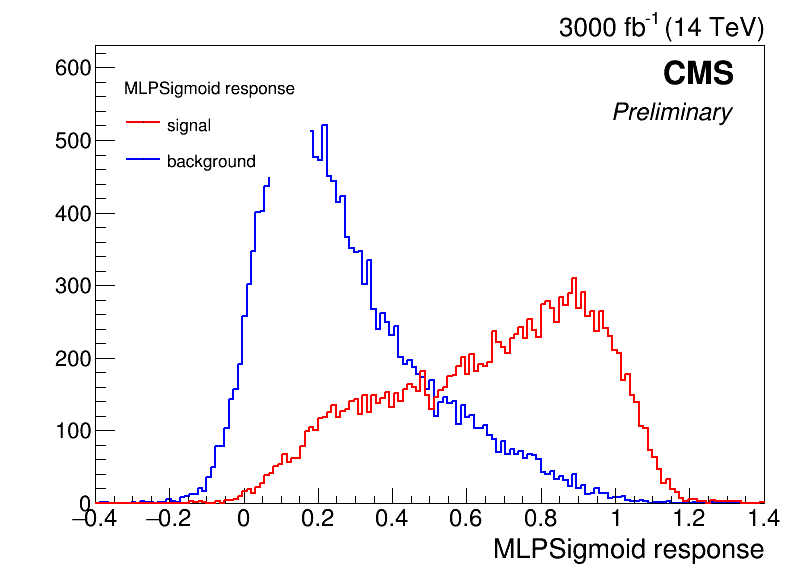 3000 fb⁻¹ (14 TeV)
CMS
Preliminary
MLPSigmoid response
signal
background
600
500
400
300
200
100
0
−0.4 −0.2 0 0.2 0.4 0.6 0.8 1 1.2 1.4
MLPSigmoid response